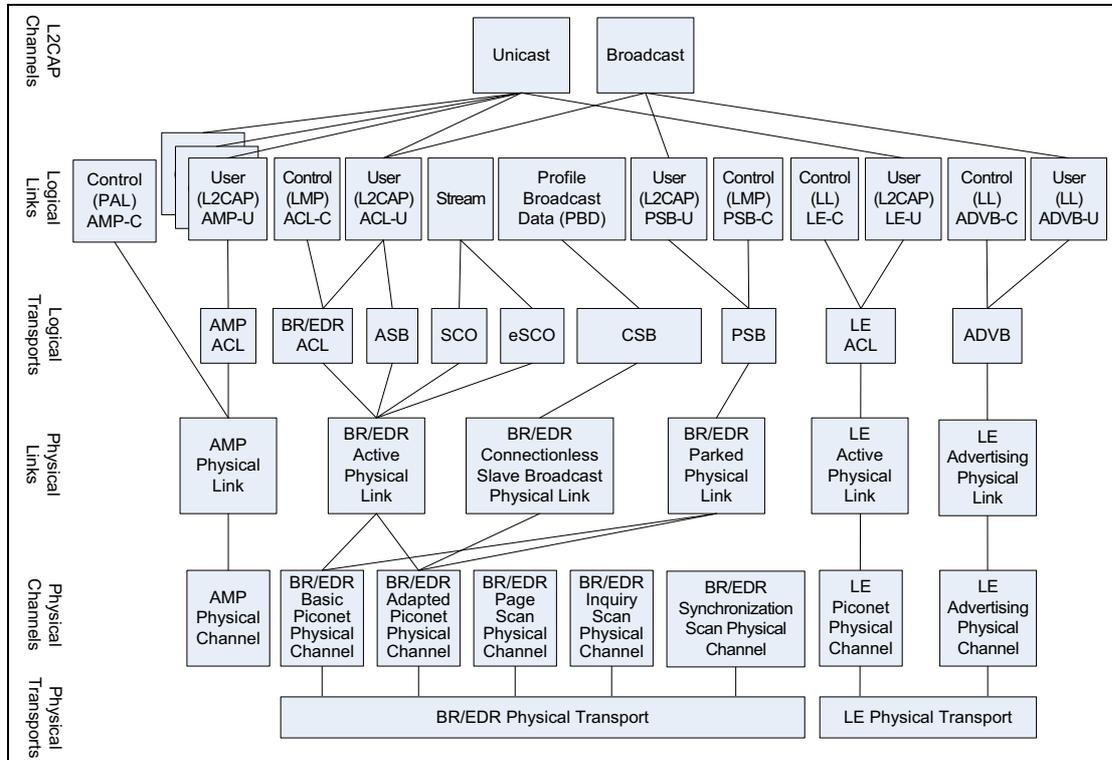 L2CAP
Channels
Unicast
Broadcast
Logical
Links
Control
(PAL)
AMP-C
User
(L2CAP)
AMP-U
Control
(LMP)
ACL-C
User
(L2CAP)
ACL-U
Stream
Profile
Broadcast
Data (PBD)
User
(L2CAP)
PSB-U
Control
(LMP)
PSB-C
Control
(LL)
LE-C
User
(L2CAP)
LE-U
Control
(LL)
ADVB-C
User
(LL)
ADVB-U
Logical
Transports
AMP
ACL
BR/EDR
ACL
ASB
SCO
eSCO
CSB
PSB
LE
ACL
ADVB
Physical
Links
AMP
Physical
Link
BR/EDR
Active
Physical
Link
BR/EDR
Connectionless
Slave Broadcast
Physical Link
BR/EDR
Parked
Physical
Link
LE
Active
Physical
Link
LE
Advertising
Physical
Link
Physical
Channels
AMP
Physical
Channel
BR/EDR
Basic
Piconet
Physical
Channel
BR/EDR
Adapted
Piconet
Physical
Channel
BR/EDR
Page
Scan
Physical
Channel
BR/EDR
Inquiry
Scan
Physical
Channel
BR/EDR
Synchronization
Scan Physical
Channel
LE
Piconet
Physical
Channel
LE
Advertising
Physical
Channel
Physical
Transports
BR/EDR Physical Transport
LE Physical Transport